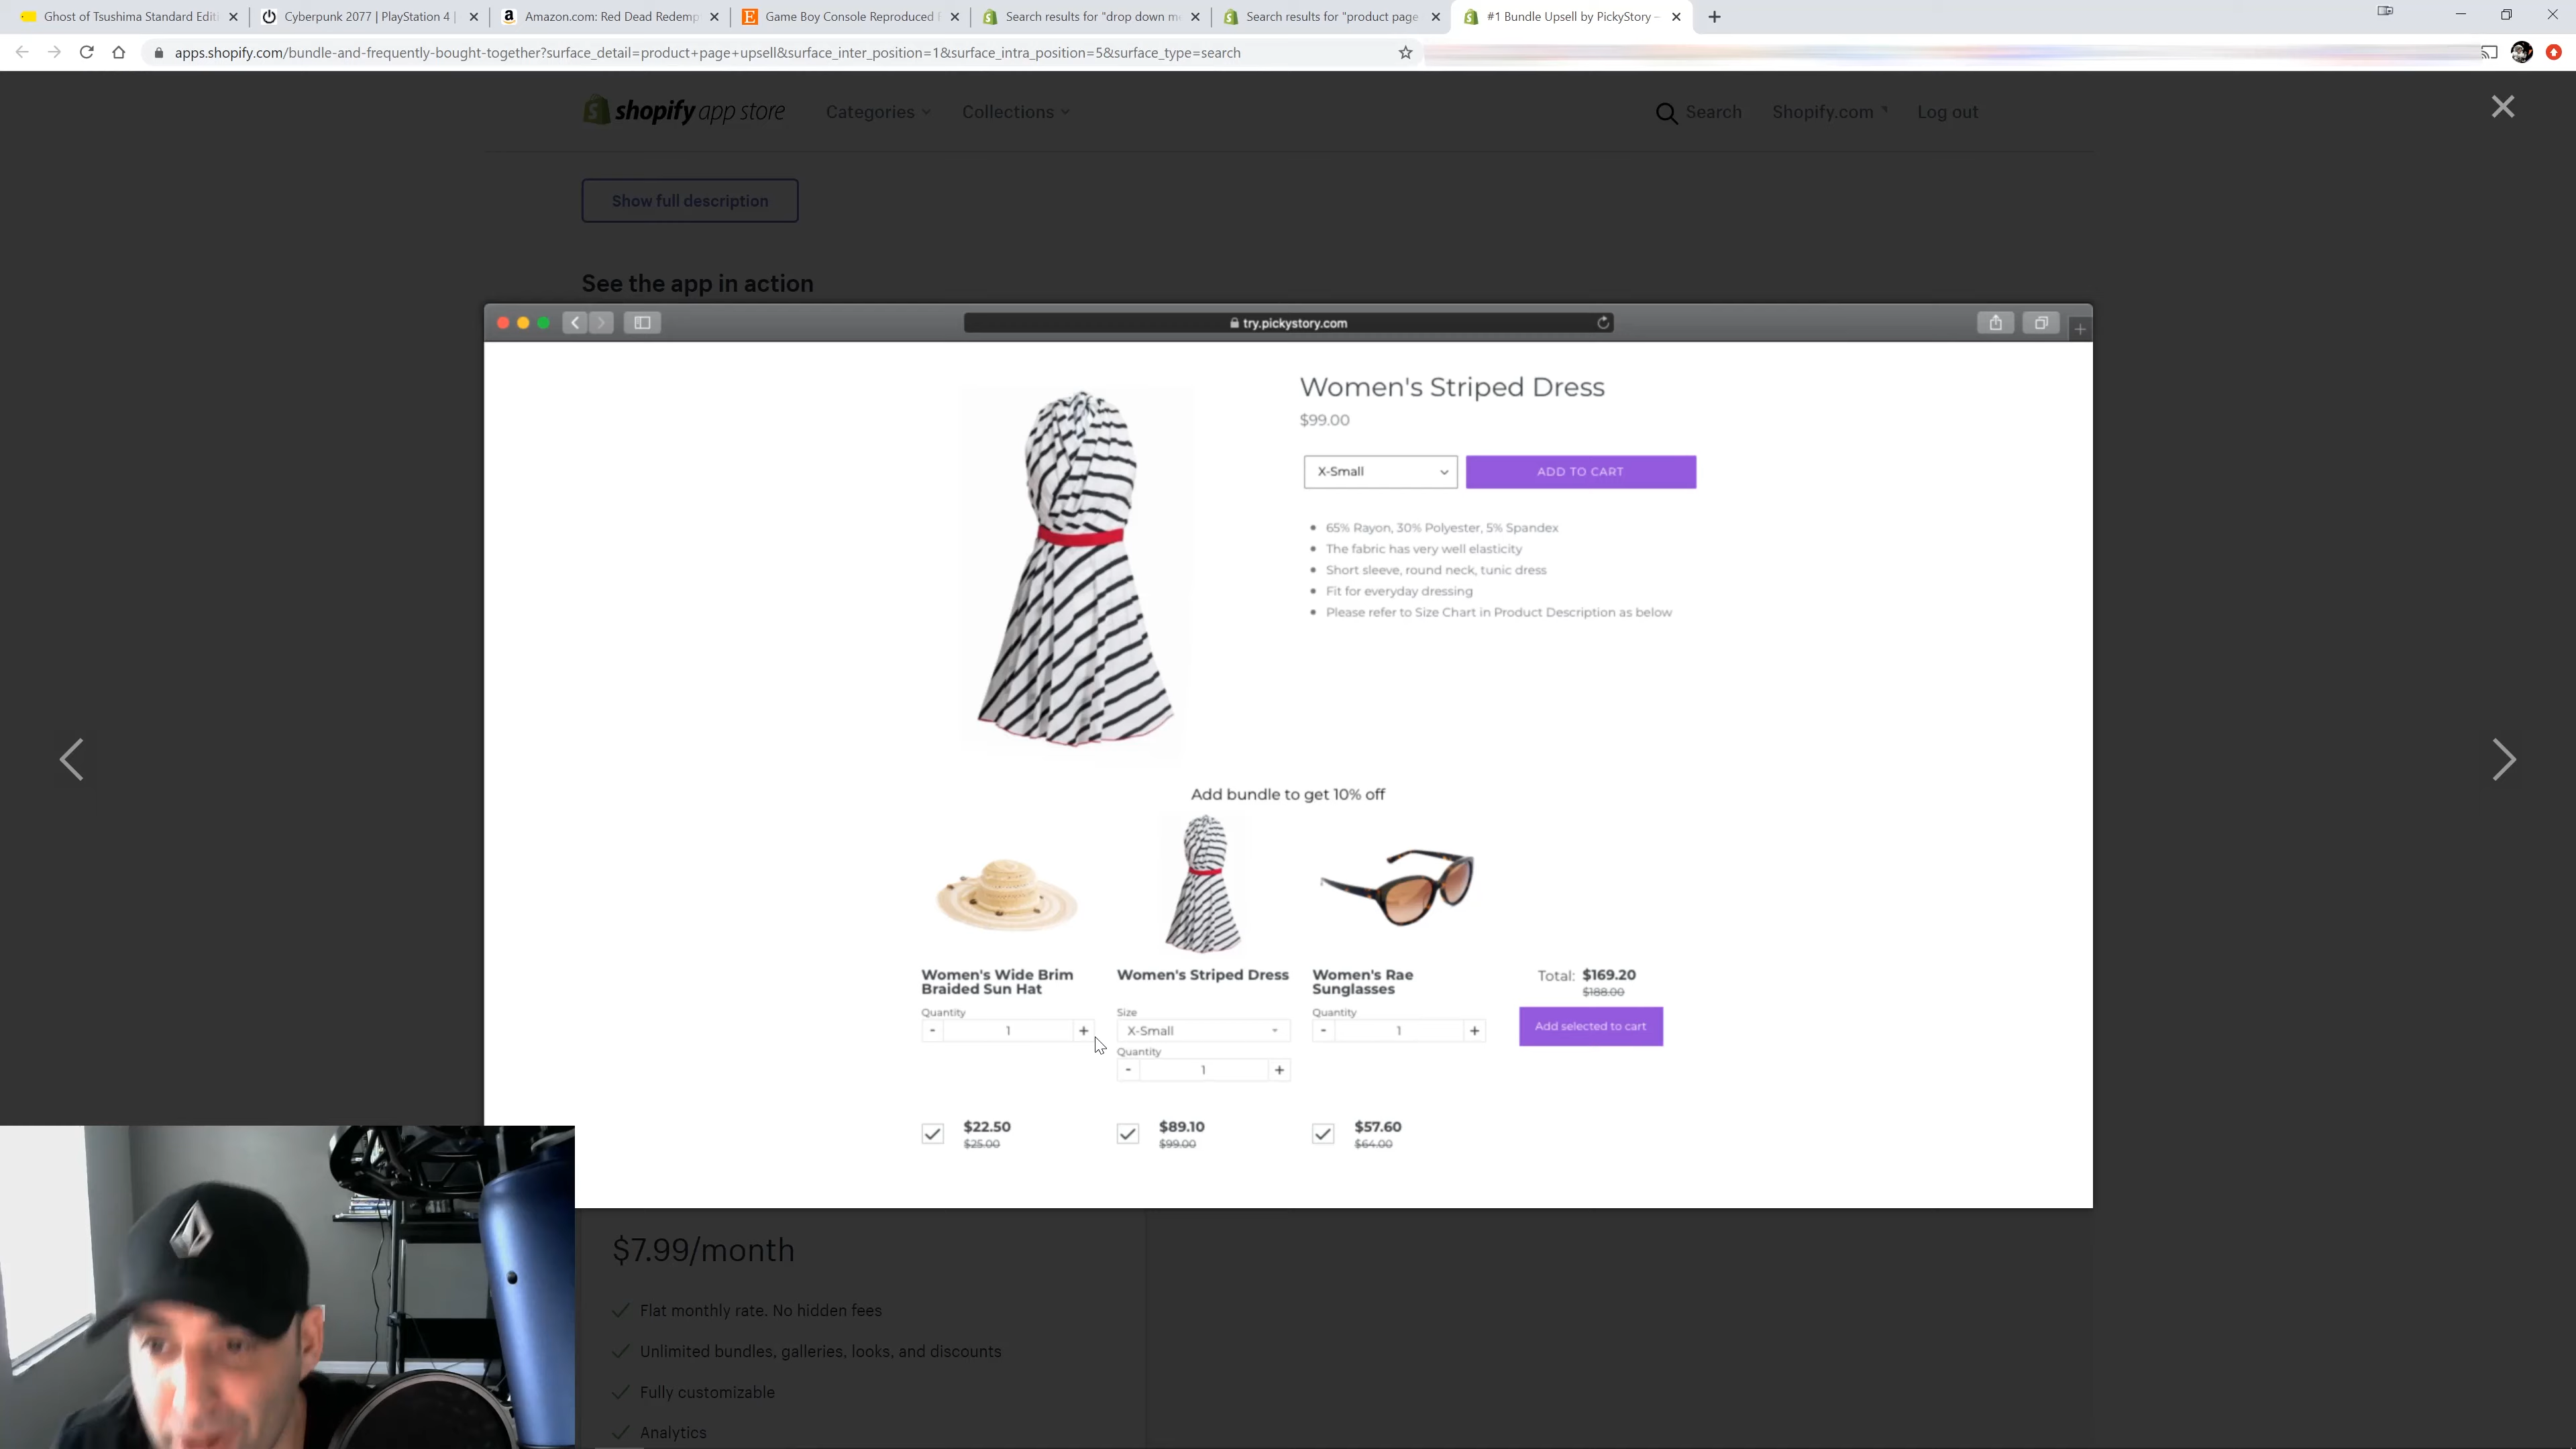 Ghost of Tsushima Standard Editi
Cyberpunk 2077 | PlayStation 4 |
Amazon.com: Red Dead Redemp
Game Boy Console Reproduced
Search results for "drop down me
Search results for "product page
#1 Bundle Upsell by PickyStory –
apps.shopify.com/bundle-and-frequently-bought-together?surface_detail=product+page+upsell&surface_inter_position=1&surface_intra_position=5&surface_type=search
shopify app store
Categories
Collections
Search
Shopify.com
Log out
Show full description
See the app in action
try.pickystory.com
Women's Striped Dress
$99.00
X-Small
ADD TO CART
65% Rayon, 30% Polyester, 5% Spandex
The fabric has very well elasticity
Short sleeve, round neck, tunic dress
Fit for everyday dressing
Please refer to Size Chart in Product Description as below
Add bundle to get 10% off
Women's Wide Brim
Braided Sun Hat
Quantity
- 1 +
Women's Striped Dress
Size
X-Small
Quantity
- 1 +
Women's Rae
Sunglasses
Quantity
- 1 +
Total: $169.20
$188.00
Add selected to cart
$22.50
$25.00
$89.10
$99.00
$57.60
$64.00
$7.99/month
Flat monthly rate. No hidden fees
Unlimited bundles, galleries, looks, and discounts
Fully customizable
Analytics